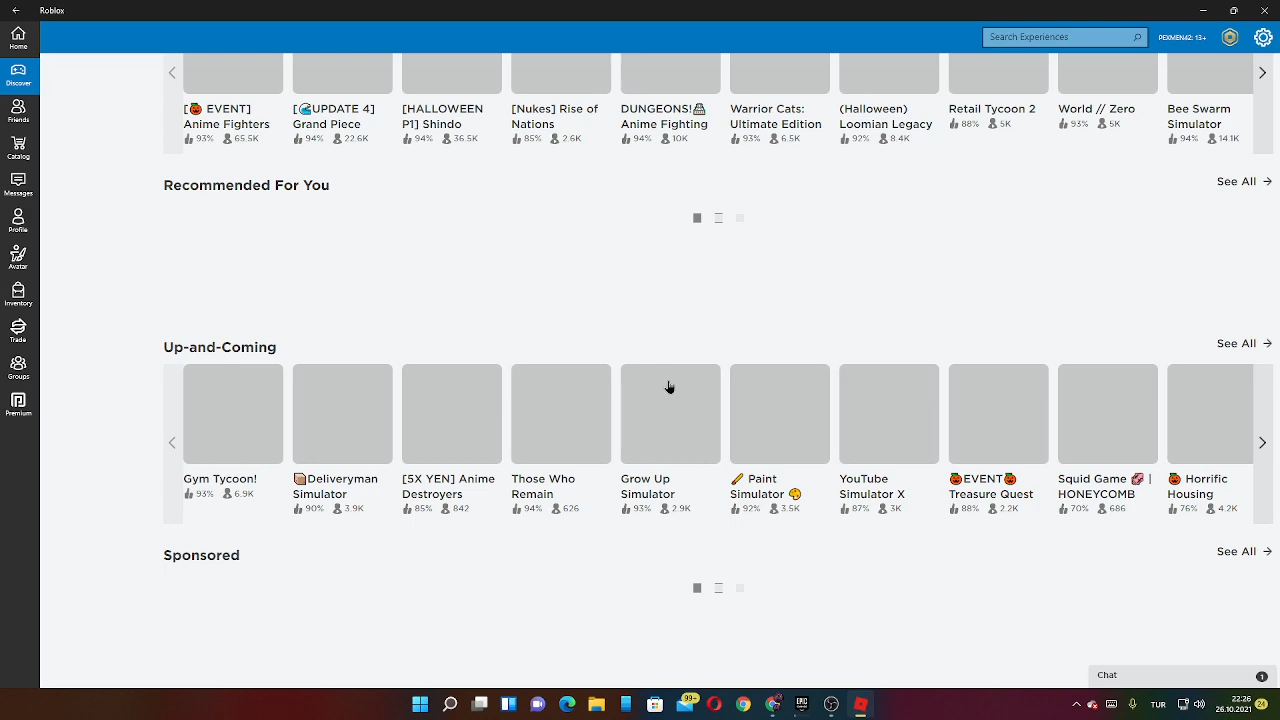 Roblox
Home
Discover
Friends
Catalog
Messages
Profile
Avatar
Inventory
Trade
Groups
Premium
Search Experiences
PEOMEN42: 13+
[🎃 EVENT] Anime Fighters
93% 65.5K
[🌊UPDATE 4] Grand Piece
94% 22.6K
[HALLOWEEN P1] Shindo
94% 36.5K
[Nukes] Rise of Nations
85% 2.6K
DUNGEONS!🏯 Anime Fighting
94% 10K
Warrior Cats: Ultimate Edition
93% 6.5K
(Halloween) Loomian Legacy
92% 8.4K
Retail Tycoon 2
88% 5K
World // Zero
93% 5K
Bee Swarm Simulator
94% 14.1K
Recommended For You
See All →
Up-and-Coming
See All →
Gym Tycoon!
93% 6.9K
📦Deliveryman Simulator
90% 3.9K
[5X YEN] Anime Destroyers
85% 842
Those Who Remain
94% 626
Grow Up Simulator
93% 2.9K
🖌️ Paint Simulator 🎨
92% 3.5K
YouTube Simulator X
87% 3K
🎃EVENT🎃 Treasure Quest
88% 2.2K
Squid Game 🦑 | HONEYCOMB
70% 686
🎃 Horrific Housing
76% 4.2K
Sponsored
See All →
Chat
1
99+
EPIC
TUR
22:26
24